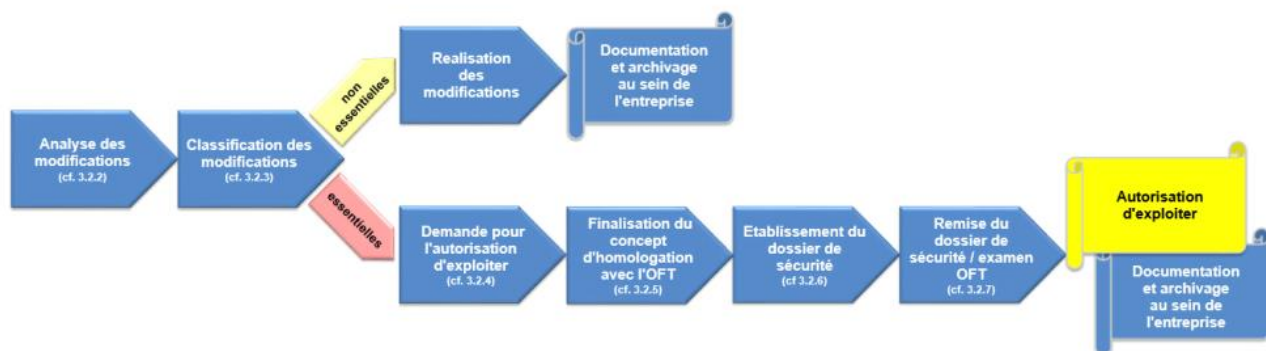 Analyse des
modifications
(cf. 3.2.2)
Classification des
modifications
(cf. 3.2.3)
non
essentielles
Realisation
des
modifications
Documentation
et archivage
au sein de
l'entreprise
essentielles
Demande pour
l'autorisation
d'exploiter
(cf. 3.2.4)
Finalisation du
concept
d'homologation
avec l'OFT
(cf. 3.2.5)
Etablissement du
dossier de
sécurité
(cf 3.2.6)
Remise du
dossier de
sécurité / examen
OFT
(cf. 3.2.7)
Autorisation
d'exploiter
Documentation
et archivage
au sein de
l'entreprise